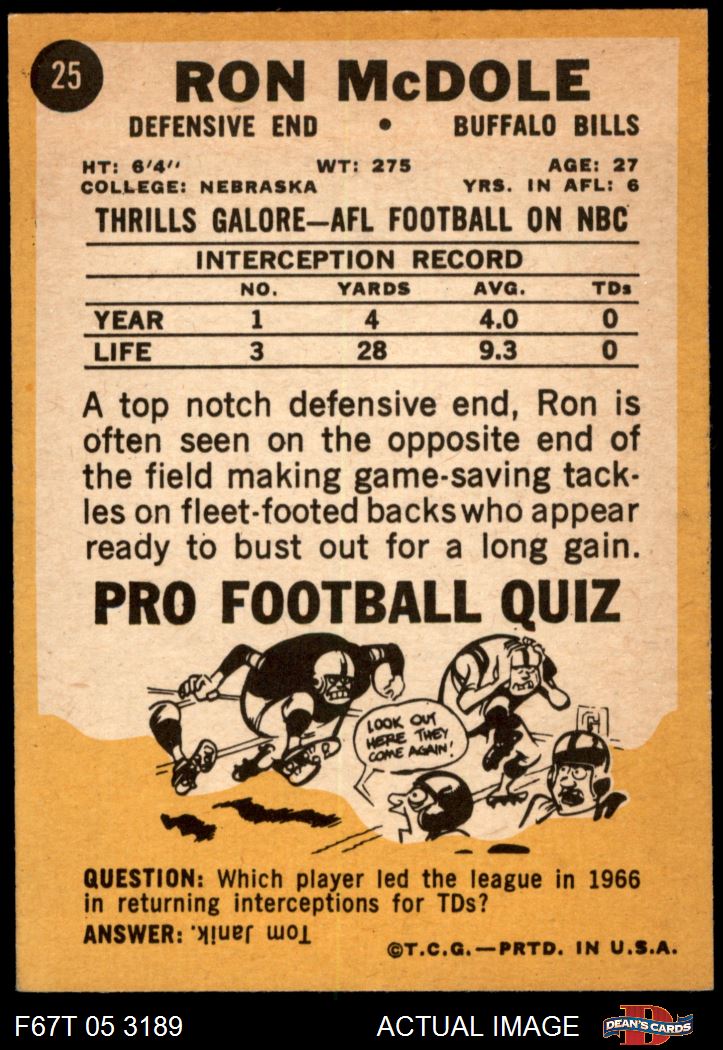 25
RON McDOLE
DEFENSIVE END • BUFFALO BILLS
HT: 6'4'' WT: 275 AGE: 27
COLLEGE: NEBRASKA YRS. IN AFL: 6
THRILLS GALORE—AFL FOOTBALL ON NBC
INTERCEPTION RECORD
NO. YARDS AVG. TDs
YEAR 1 4 4.0 0
LIFE 3 28 9.3 0
A top notch defensive end, Ron is
often seen on the opposite end of
the field making game-saving tack-
les on fleet-footed backs who appear
ready to bust out for a long gain.
PRO FOOTBALL QUIZ
LOOK OUT
HERE THEY
COME AGAIN!
QUESTION: Which player led the league in 1966
in returning interceptions for TDs?
ANSWER: Tom Janik.
©T.C.G.—PRTD. IN U.S.A.
F67T 05 3189 ACTUAL IMAGE
D
DEAN'S CARDS